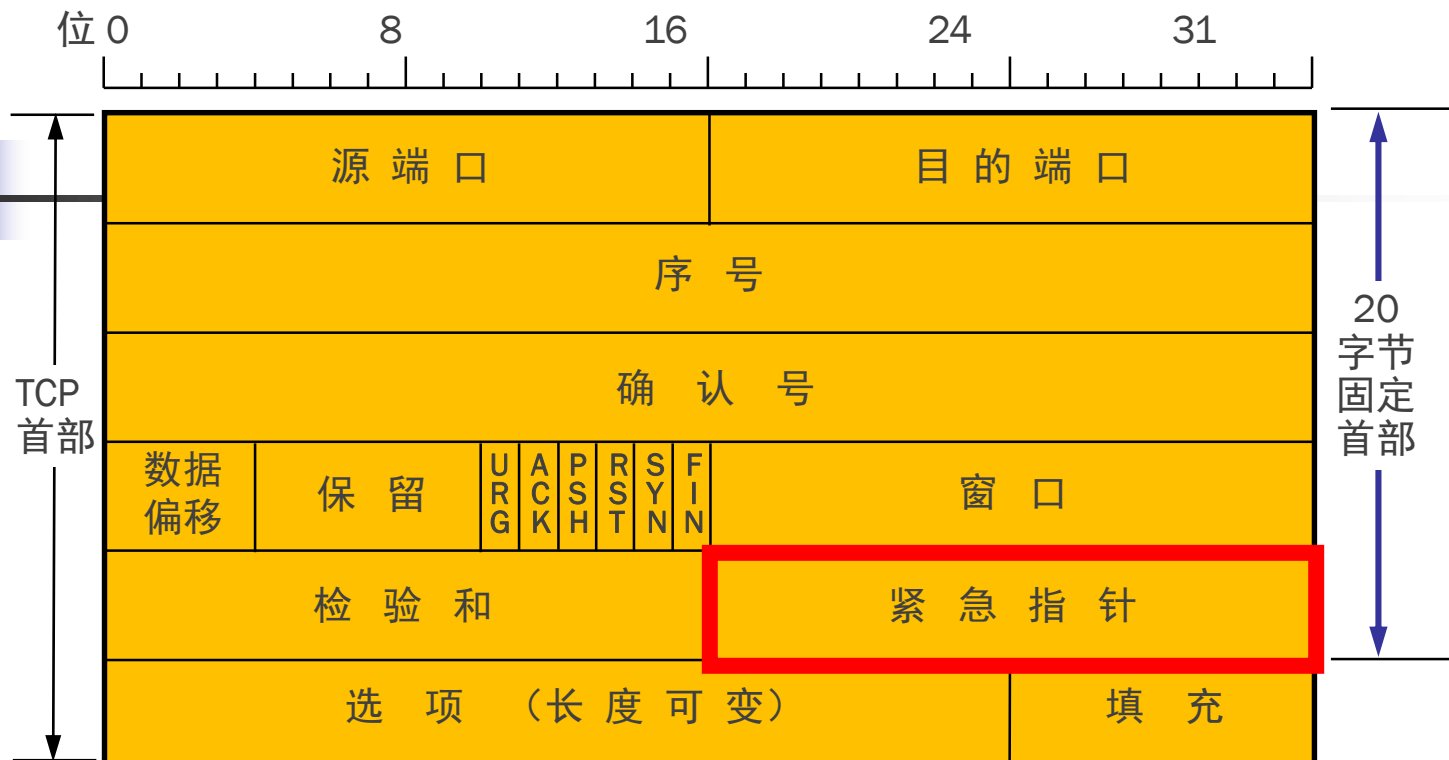 位 0 8 16 24 31
源 端 口 目 的 端 口
序 号
确 认 号
TCP
首部
数据
偏移
保 留
URG
ACK
PSH
RST
SYN
FIN
窗 口
检 验 和 紧 急 指 针
选 项 （长 度 可 变） 填 充
20
字节
固定
首部